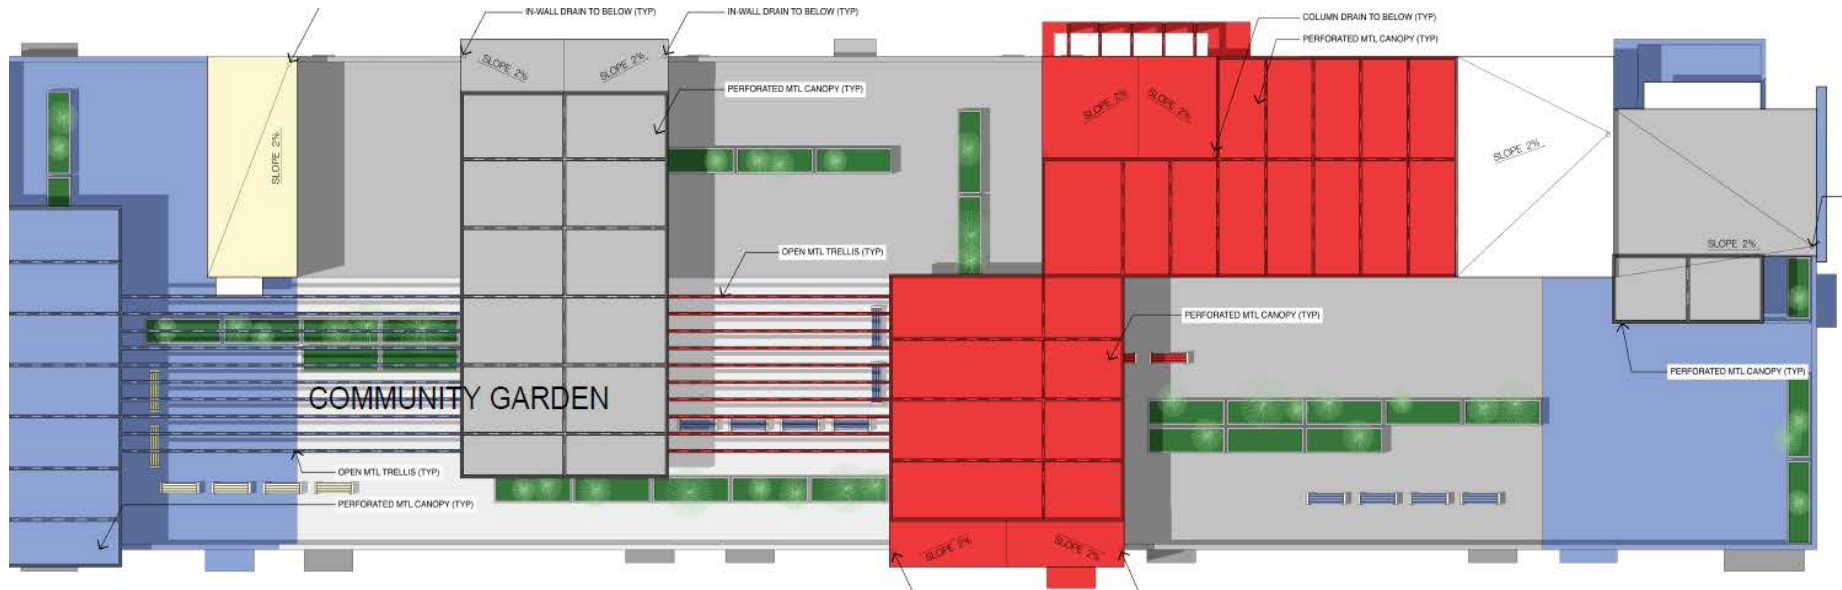 IN-WALL DRAIN TO BELOW (TYP)
IN-WALL DRAIN TO BELOW (TYP)
COLUMN DRAIN TO BELOW (TYP)
PERFORATED MTL CANOPY (TYP)
SLOPE 2%
SLOPE 2%
PERFORATED MTL CANOPY (TYP)
SLOPE 2%
SLOPE 2%
SLOPE 2%
SLOPE 2%
SLOPE 2%
OPEN MTL TRELLIS (TYP)
PERFORATED MTL CANOPY (TYP)
PERFORATED MTL CANOPY (TYP)
COMMUNITY GARDEN
OPEN MTL TRELLIS (TYP)
PERFORATED MTL CANOPY (TYP)
SLOPE 2%
SLOPE 2%